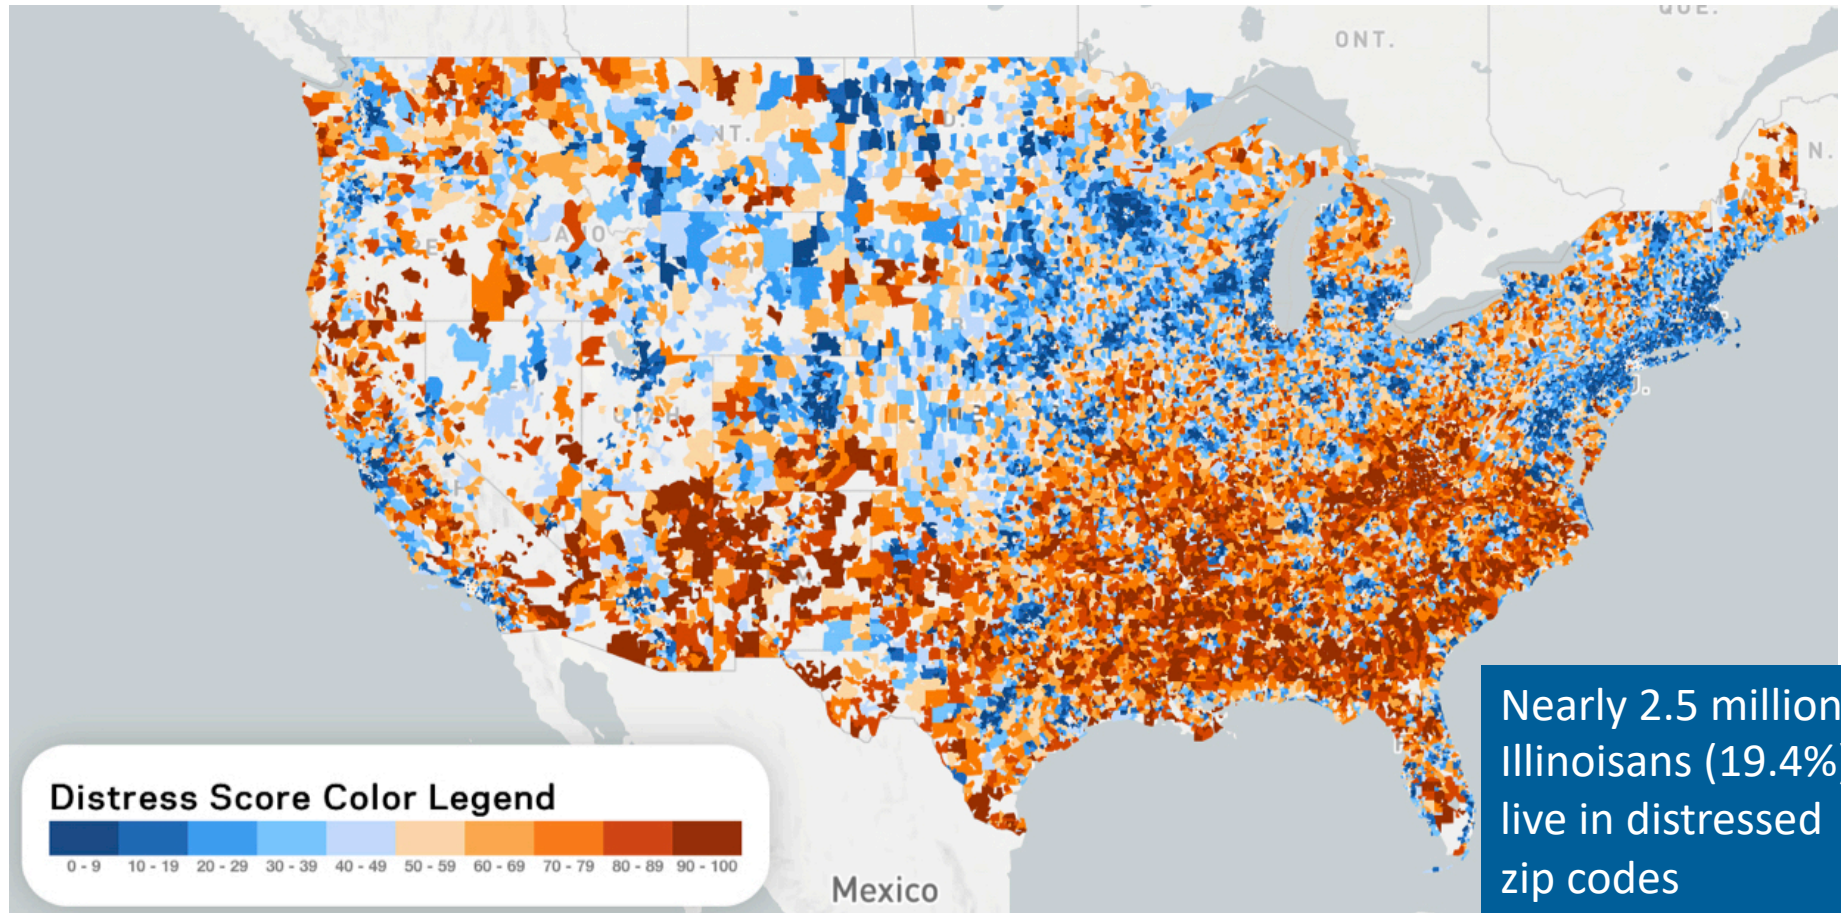 QUE.
ONT.
N.
Nearly 2.5 million
Illinoisans (19.4%)
live in distressed
zip codes
Distress Score Color Legend
0 - 9 10 - 19 20 - 29 30 - 39 40 - 49 50 - 59 60 - 69 70 - 79 80 - 89 90 - 100
Mexico